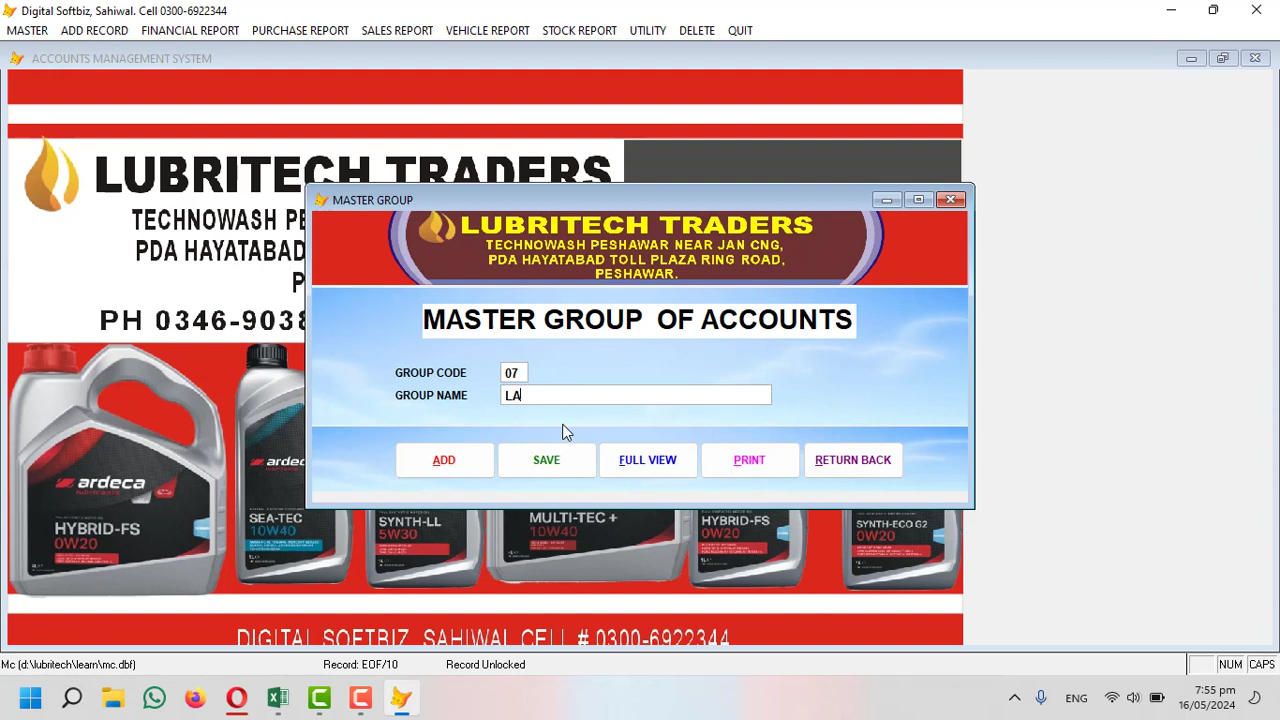 Digital Softbiz, Sahiwal. Cell 0300-6922344
MASTER ADD RECORD FINANCIAL REPORT PURCHASE REPORT SALES REPORT VEHICLE REPORT STOCK REPORT UTILITY DELETE QUIT
ACCOUNTS MANAGEMENT SYSTEM
LUBRITECH TRADERS
TECHNOWASH PE
PDA HAYATABAD
P
PH 0346-9038
MASTER GROUP
LUBRITECH TRADERS
TECHNOWASH PESHAWAR NEAR JAN CNG,
PDA HAYATABAD TOLL PLAZA RING ROAD,
PESHAWAR.
MASTER GROUP OF ACCOUNTS
GROUP CODE 07
GROUP NAME LA
ADD SAVE FULL VIEW PRINT RETURN BACK
ardeca
HYBRID-FS
0W20
ardeca
SEA-TEC
10W40
SYNTH-LL
5W30
MULTI-TEC +
10W40
HYBRID-FS
0W20
SYNTH-ECO G2
0W20
DIGITAL SOFTBIZ SAHIWAL CELL # 0300-6922344
Mc (d:\lubritech\learn\mc.dbf) Record: EOF/10 Record Unlocked NUM CAPS
ENG 7:55 pm
16/05/2024